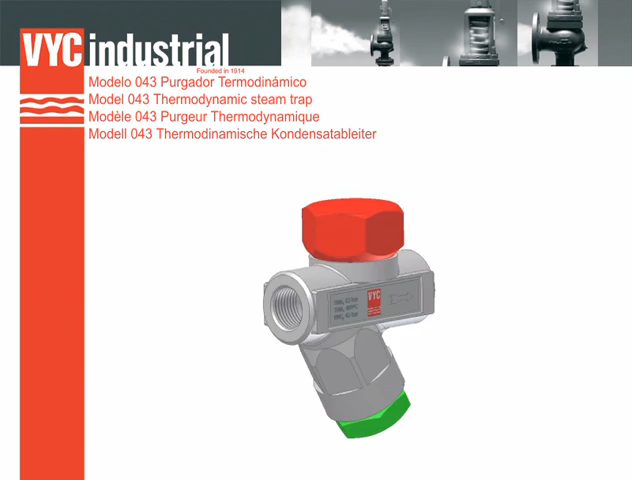 VYC industrial
Founded in 1914
Modelo 043 Purgador Termodinámico
Model 043 Thermodynamic steam trap
Modèle 043 Purgeur Thermodynamique
Modell 043 Thermodinamische Kondensatableiter
VYC